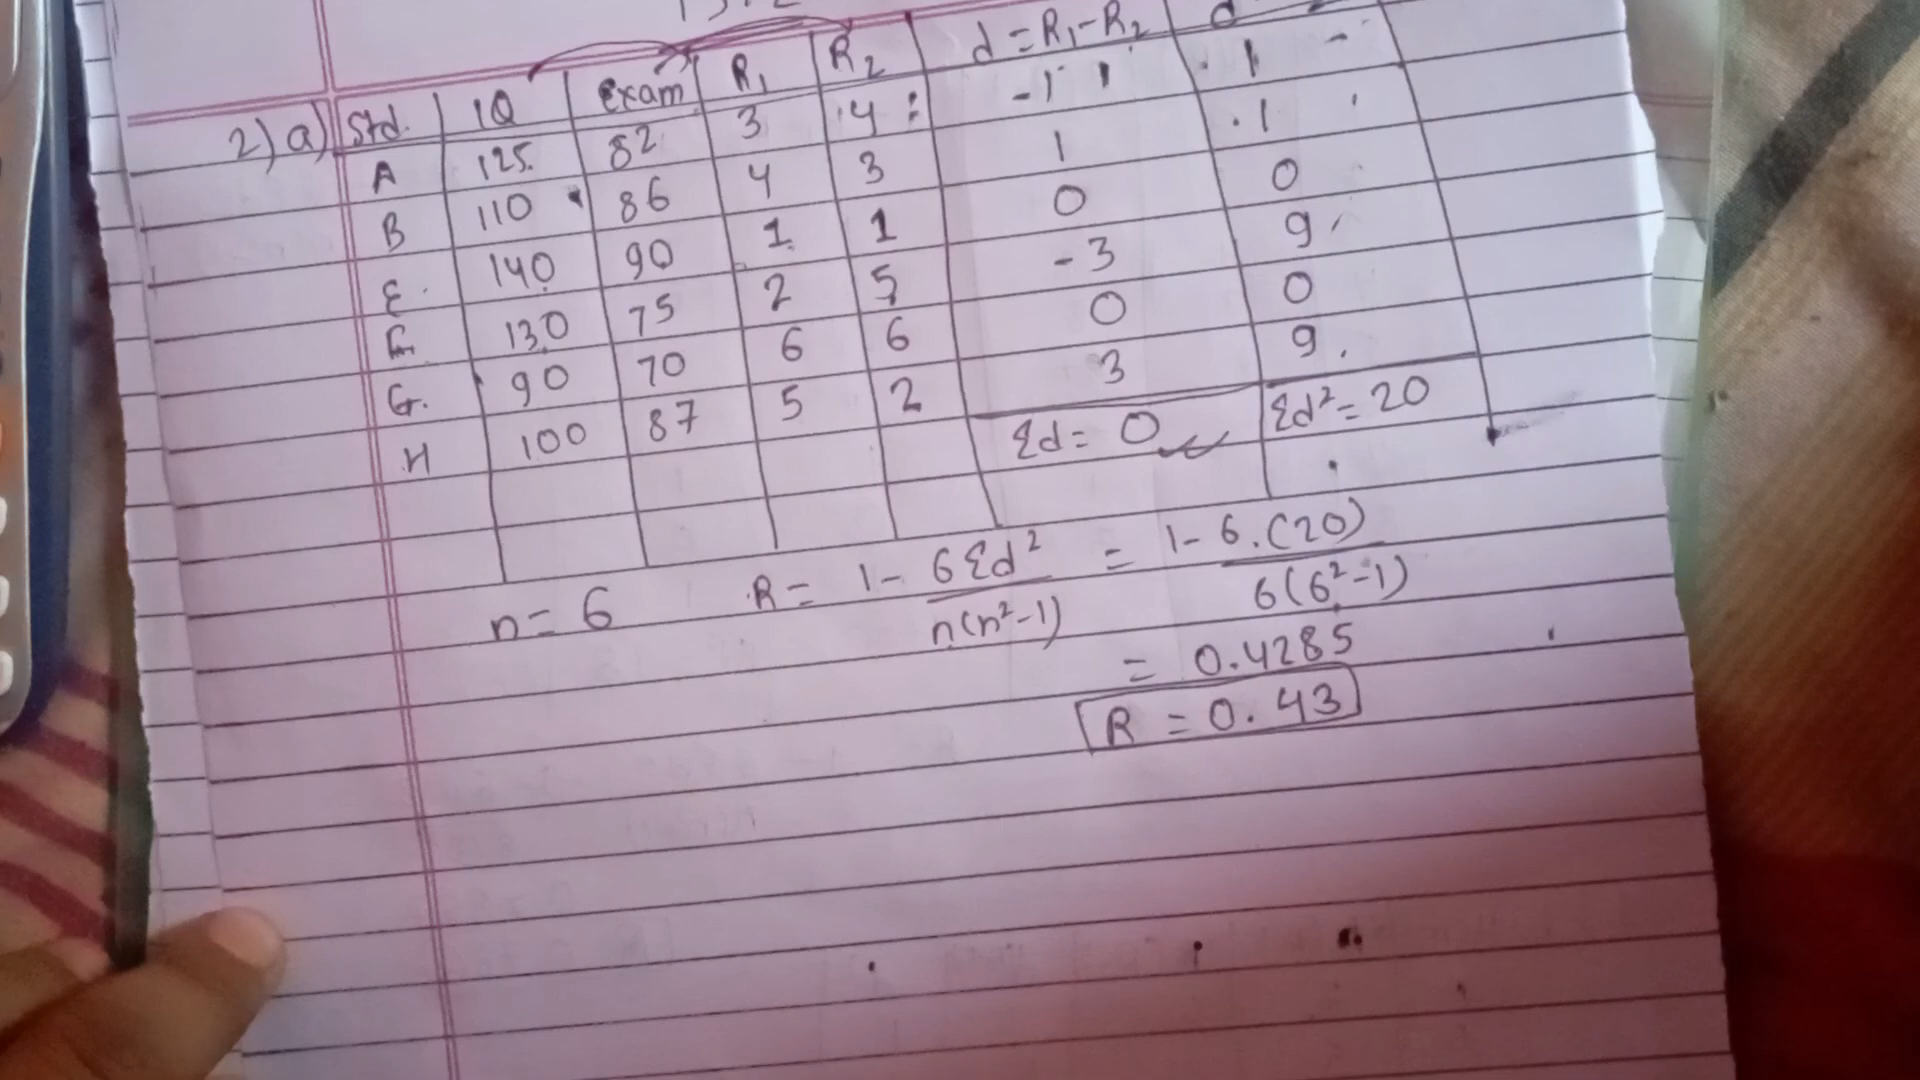 2) a) Std. IQ Exam R₁ R₂ d = R₁-R₂ d
A 125 82 3 4 -1 1
B 110 86 4 3 1 1
E 140 90 1 1 0 0
F 130 75 2 5 -3 9
G. 90 70 6 6 0 0
H 100 87 5 2 3 9
Σd = 0 Σd² = 20
n = 6 R = 1 - 6Σd² / n(n²-1) = 1 - 6.(20) / 6(6²-1)
= 0.4285
R = 0.43